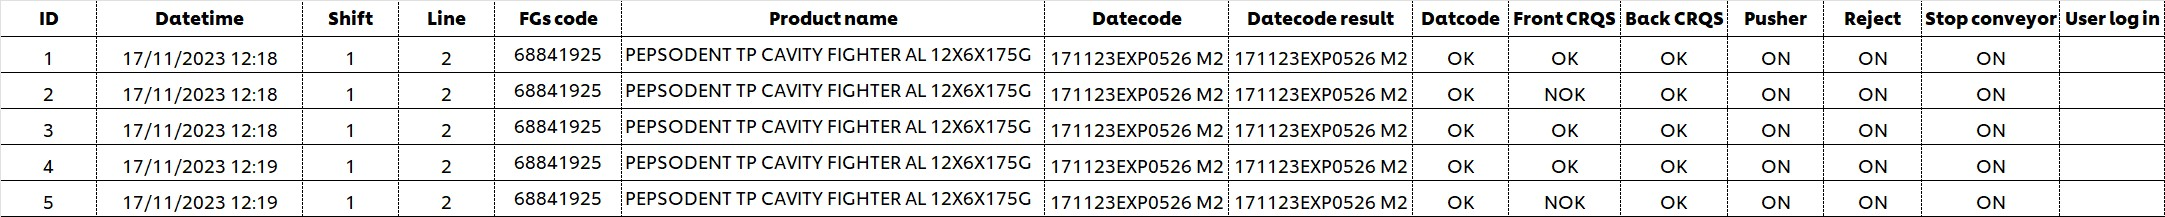 ID Datetime Shift Line FGs code Product name Datecode Datecode result Datcode Front CRQS Back CRQS Pusher Reject Stop conveyor User log in
1 17/11/2023 12:18 1 2 68841925 PEPSODENT TP CAVITY FIGHTER AL 12X6X175G 171123EXP0526 M2 171123EXP0526 M2 OK OK OK ON ON ON
2 17/11/2023 12:18 1 2 68841925 PEPSODENT TP CAVITY FIGHTER AL 12X6X175G 171123EXP0526 M2 171123EXP0526 M2 OK NOK OK ON ON ON
3 17/11/2023 12:18 1 2 68841925 PEPSODENT TP CAVITY FIGHTER AL 12X6X175G 171123EXP0526 M2 171123EXP0526 M2 OK OK OK ON ON ON
4 17/11/2023 12:19 1 2 68841925 PEPSODENT TP CAVITY FIGHTER AL 12X6X175G 171123EXP0526 M2 171123EXP0526 M2 OK OK OK ON ON ON
5 17/11/2023 12:19 1 2 68841925 PEPSODENT TP CAVITY FIGHTER AL 12X6X175G 171123EXP0526 M2 171123EXP0526 M2 OK NOK OK ON ON ON